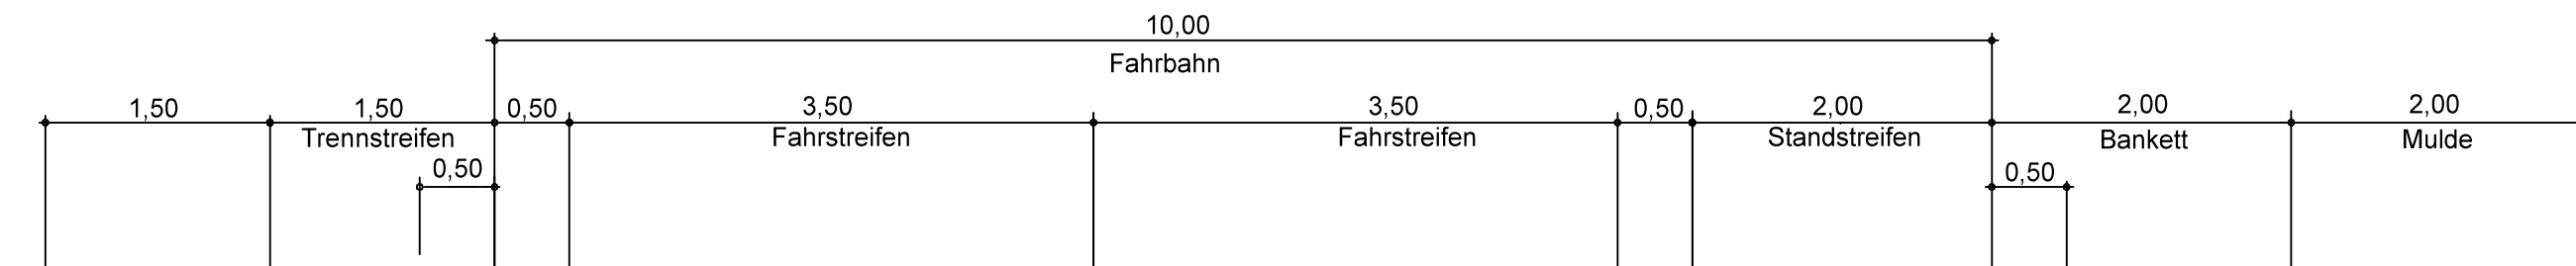 10,00
Fahrbahn
1,50 1,50 0,50 3,50 3,50 0,50 2,00 2,00 2,00
Trennstreifen Fahrstreifen Fahrstreifen Standstreifen Bankett Mulde
0,50 0,50